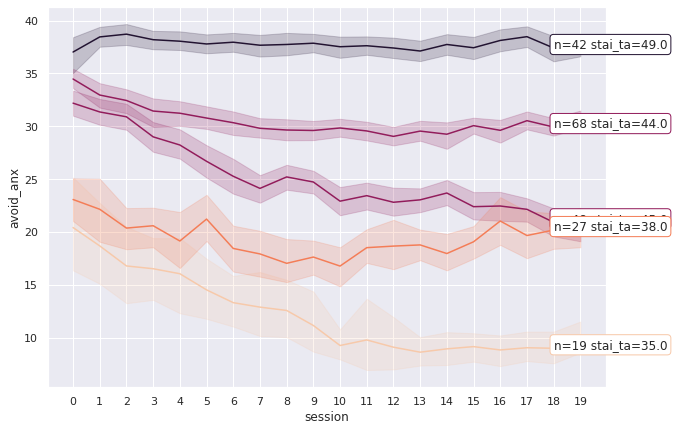 40
35
30
25
20
15
10
avoid_anx
n=42 stai_ta=49.0
n=68 stai_ta=44.0
n=27 stai_ta=38.0
n=19 stai_ta=35.0
0 1 2 3 4 5 6 7 8 9 10 11 12 13 14 15 16 17 18 19
session